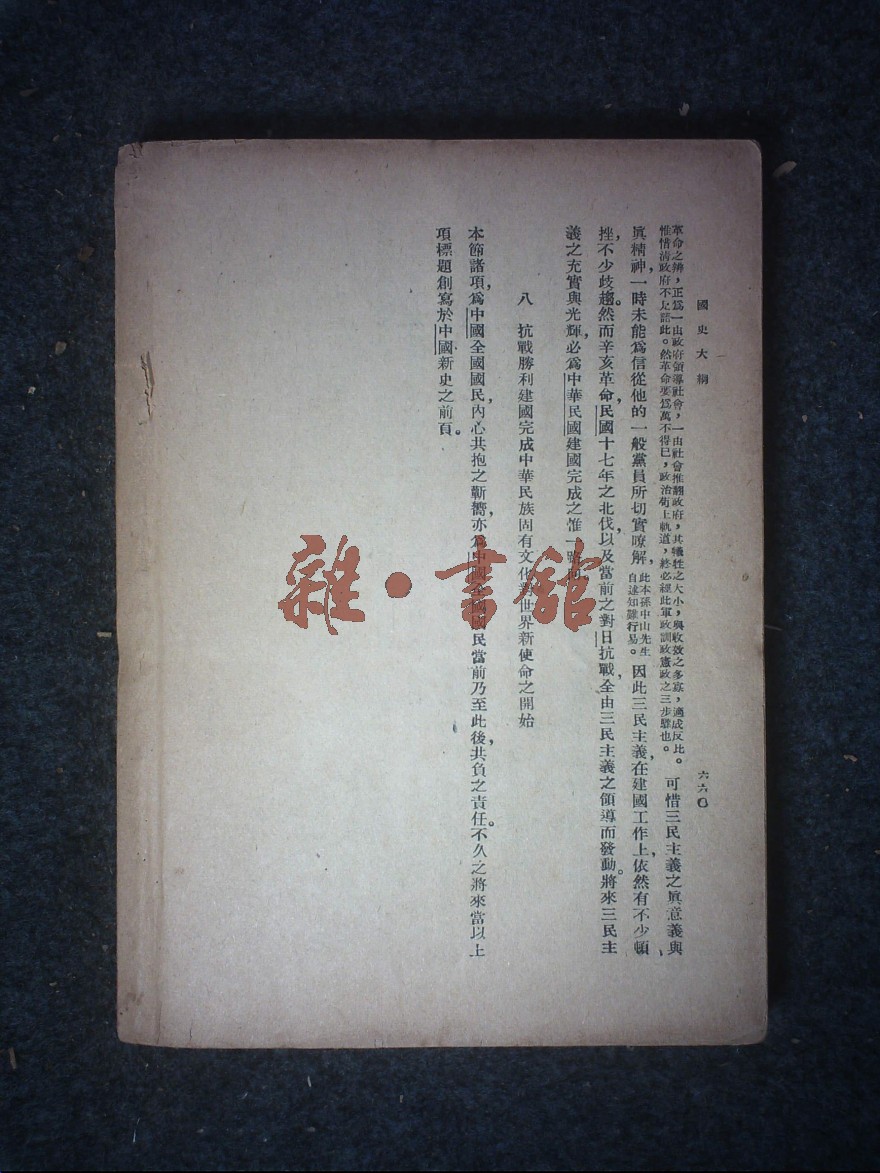 國史大綱
六六〇
革命之辨，正爲一由政府領導社會，一由社會推翻政府，其犧牲之大小，與收效之多寡，適成反比。
惟惜淸政府不足語此。然革命要爲萬不得已，政治苟上軌道，終必經此軍政訓政憲政之三步驟也。
可惜三民主義之眞意義與
眞精神，一時未能爲信從他的一般黨員所切實暸解，
此本孫中山先生
自述知難行易。
因此三民主義，在建國工作上，依然有不少頓
挫，不少歧趨。然而辛亥革命，民國十七年之北伐，以及當前之對日抗戰，全由三民主義之領導而發動。將來三民主
義之充實與光輝，必爲中華民國建國完成之惟一路向。
八　抗戰勝利建國完成中華民族固有文化對世界新使命之開始
本節諸項，爲中國全國國民內心共抱之蘄嚮，亦爲中國全國國民當前乃至此後共負之責任。不久之將來，當以上
項標題創寫於中國新史之前頁。
雜·書館